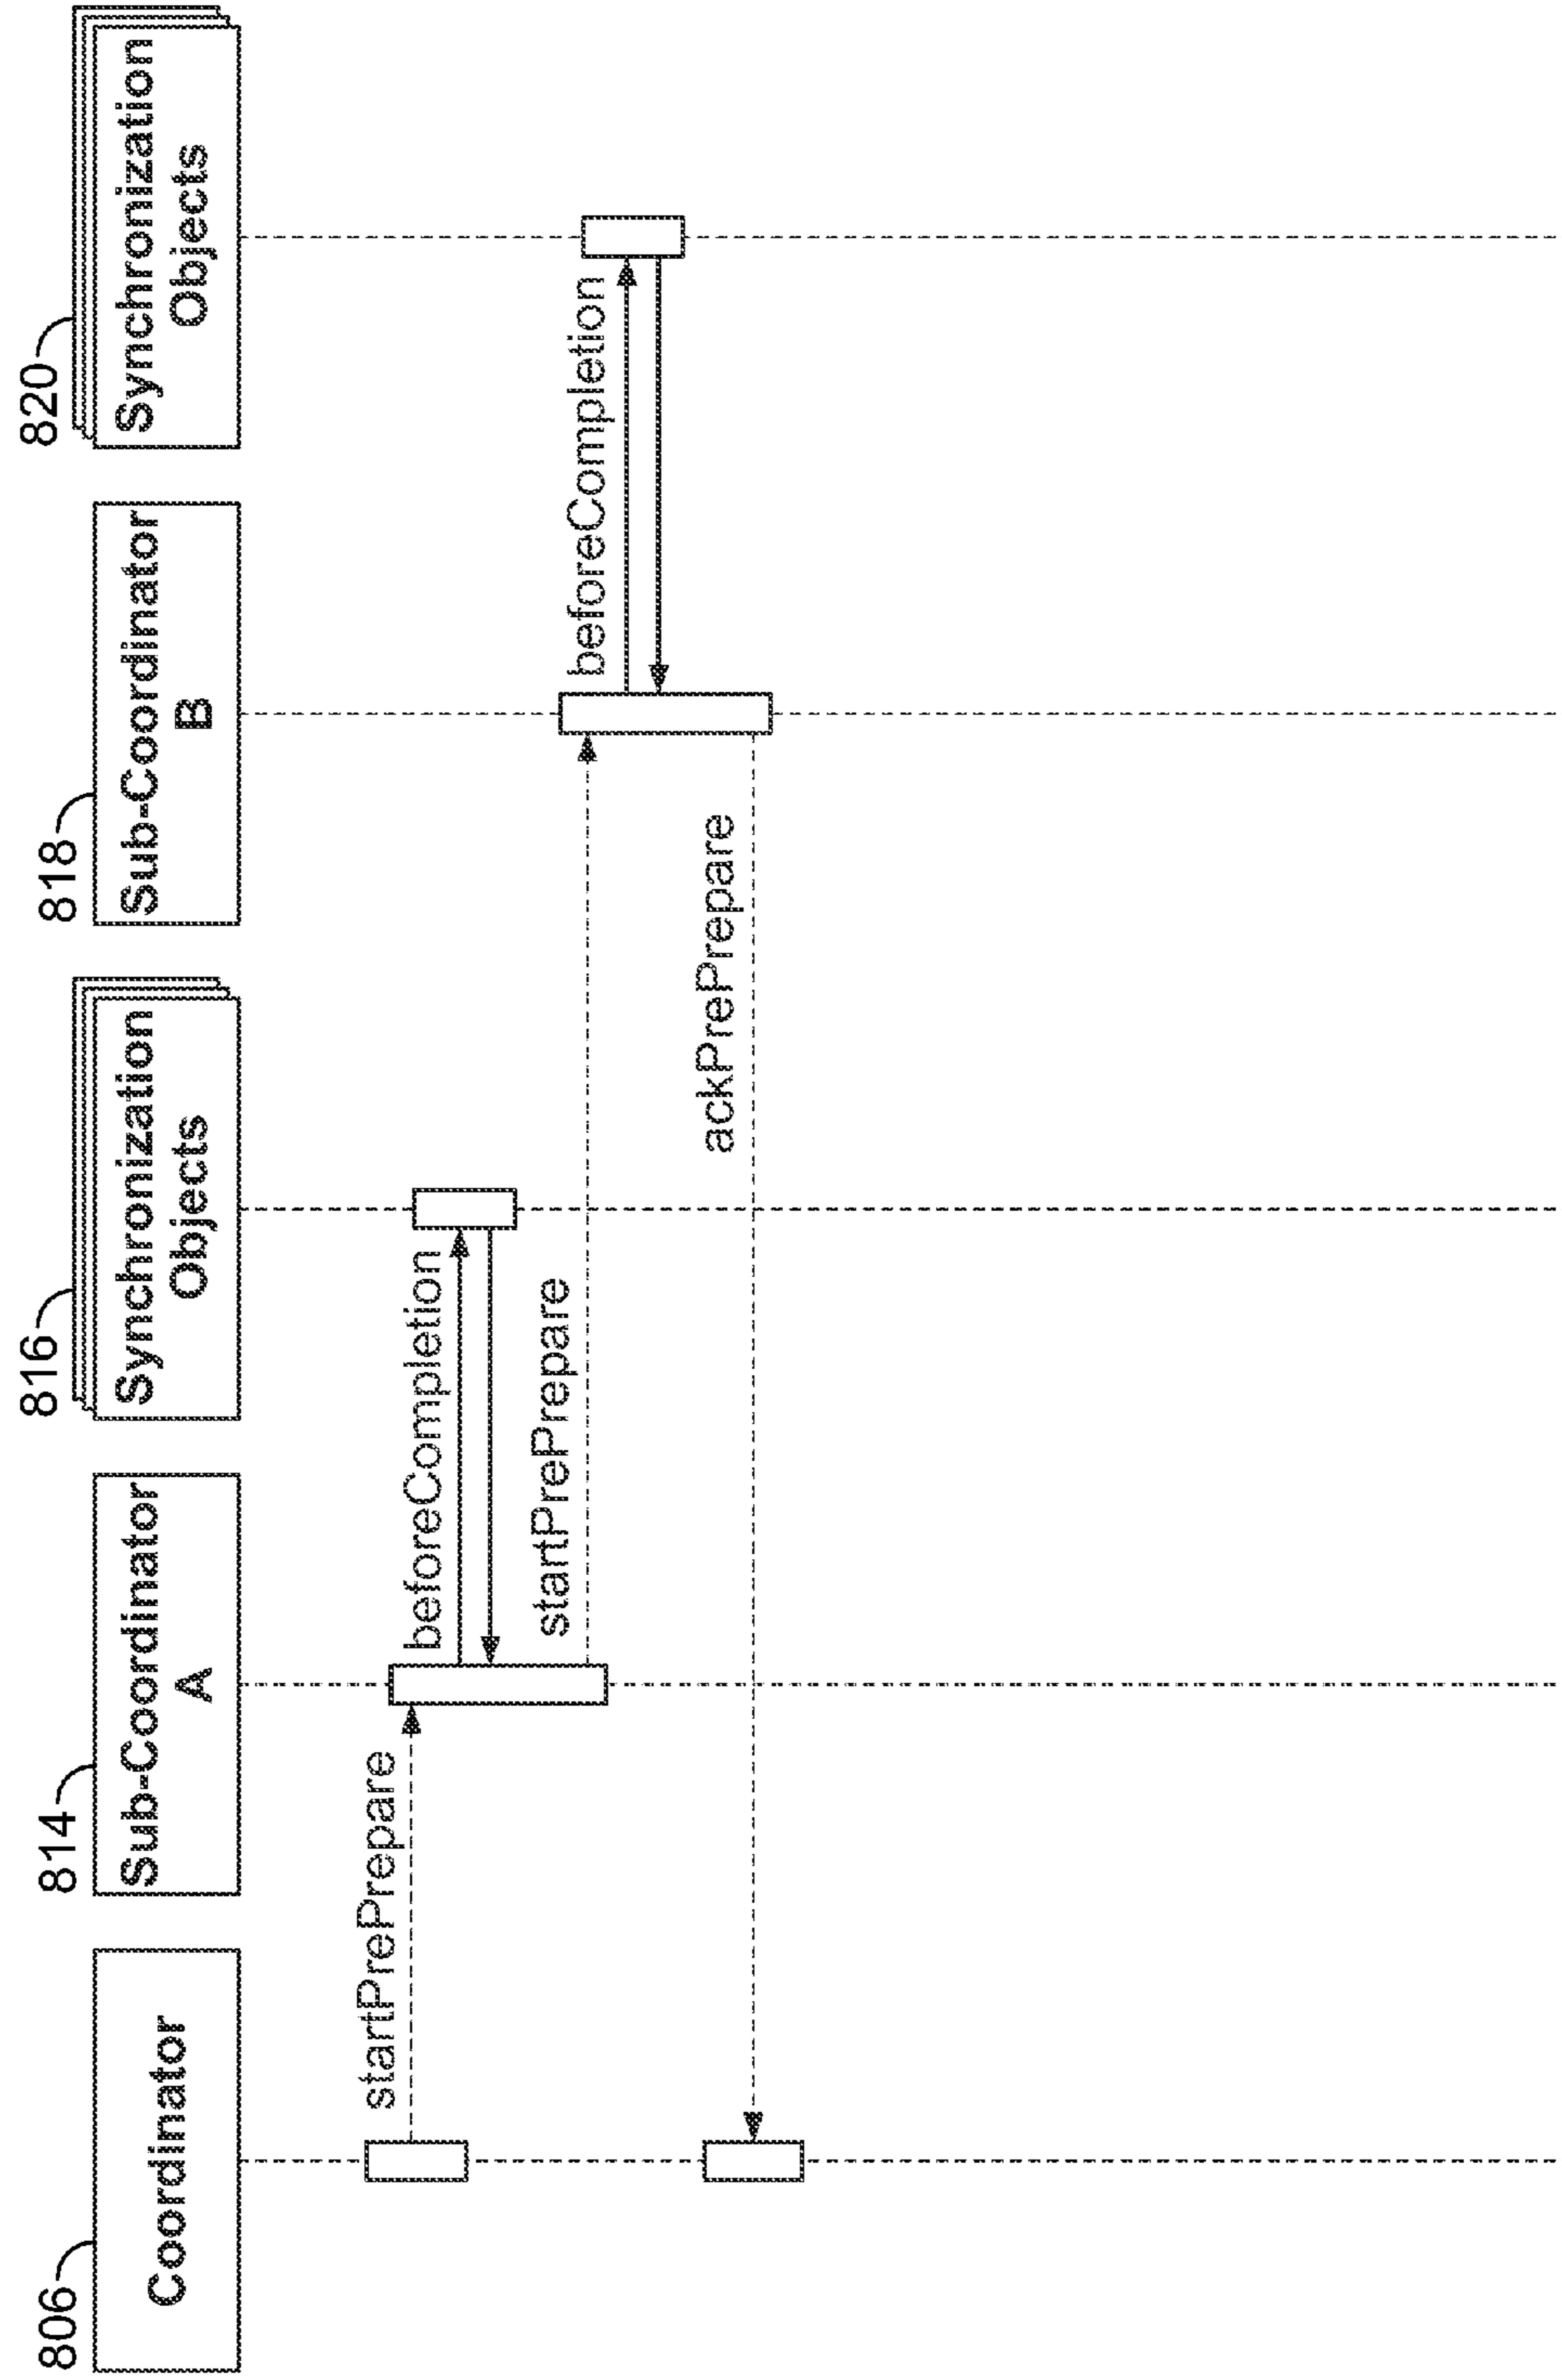 806
Coordinator
814
Sub-Coordinator
A
816
Synchronization
Objects
818
Sub-Coordinator
B
820
Synchronization
Objects
startPrePrepare
beforeCompletion
startPrePrepare
beforeCompletion
ackPrePrepare